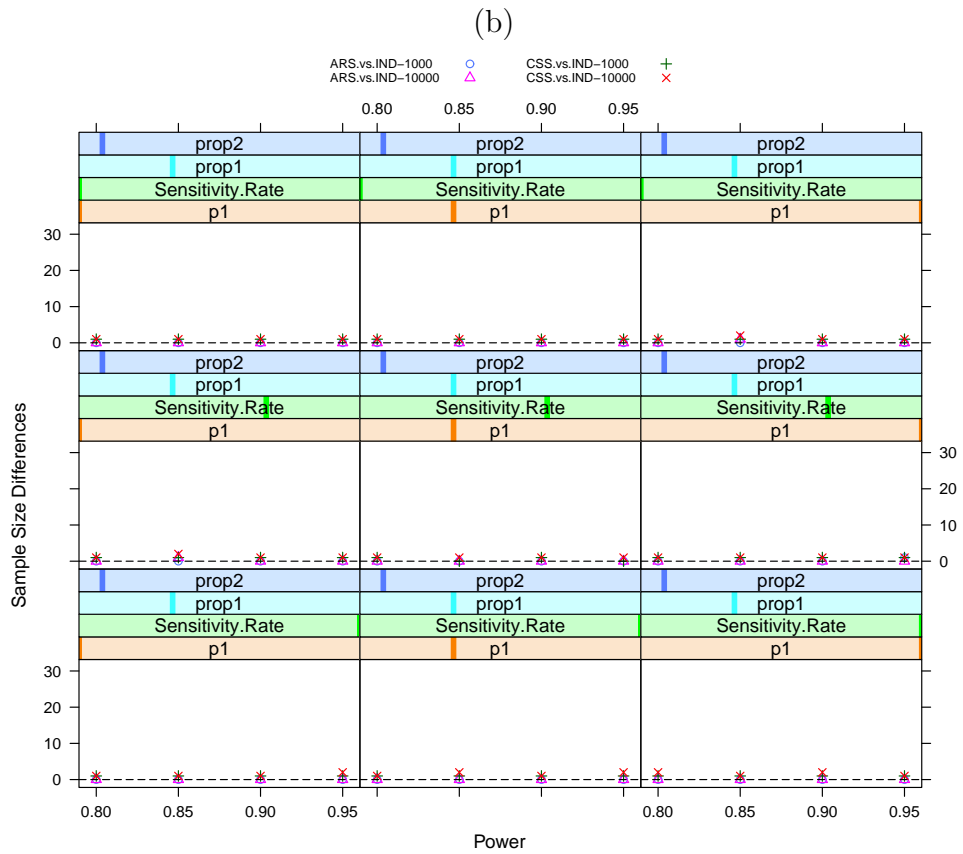 (b)
ARS.vs.IND−1000 CSS.vs.IND−1000
ARS.vs.IND−10000 CSS.vs.IND−10000
0.80 0.85 0.90 0.95
prop2 prop2 prop2
prop1 prop1 prop1
Sensitivity.Rate Sensitivity.Rate Sensitivity.Rate
p1 p1 p1
30
20
10
0
prop2 prop2 prop2
prop1 prop1 prop1
Sensitivity.Rate Sensitivity.Rate Sensitivity.Rate
p1 p1 p1
30
20
10
0
prop2 prop2 prop2
prop1 prop1 prop1
Sensitivity.Rate Sensitivity.Rate Sensitivity.Rate
p1 p1 p1
30
20
10
0
0.80 0.85 0.90 0.95 0.80 0.85 0.90 0.95
Power
Sample Size Differences